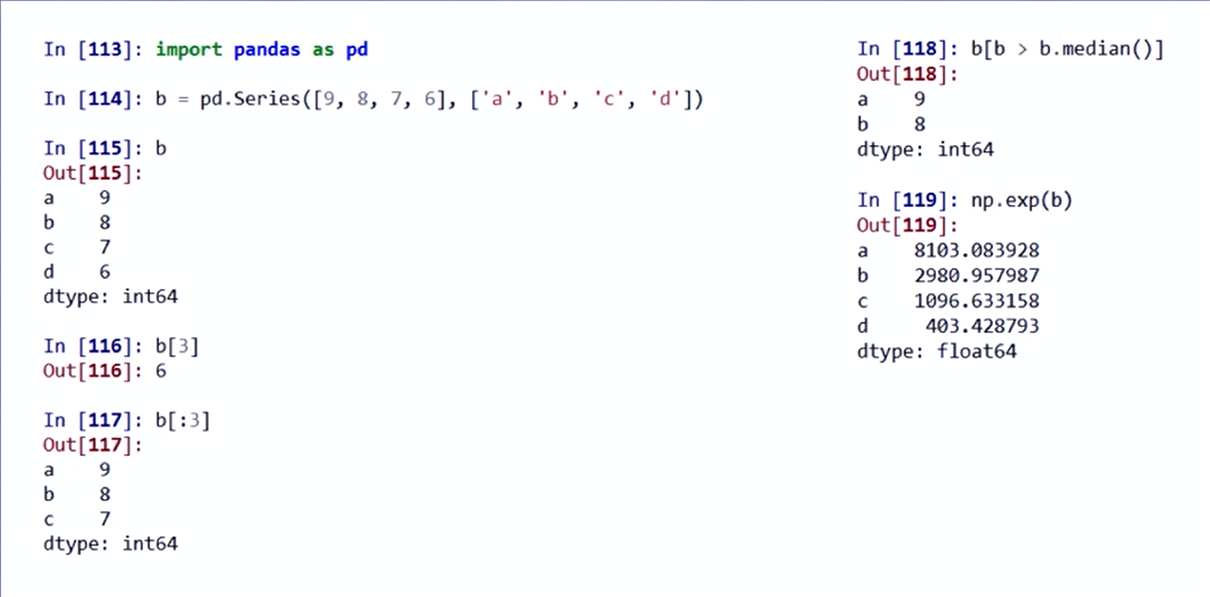 In [113]: import pandas as pd
In [114]: b = pd.Series([9, 8, 7, 6], ['a', 'b', 'c', 'd'])
In [115]: b
Out[115]:
a    9
b    8
c    7
d    6
dtype: int64
In [116]: b[3]
Out[116]: 6
In [117]: b[:3]
Out[117]:
a    9
b    8
c    7
dtype: int64
In [118]: b[b > b.median()]
Out[118]:
a    9
b    8
dtype: int64
In [119]: np.exp(b)
Out[119]:
a    8103.083928
b    2980.957987
c    1096.633158
d     403.428793
dtype: float64